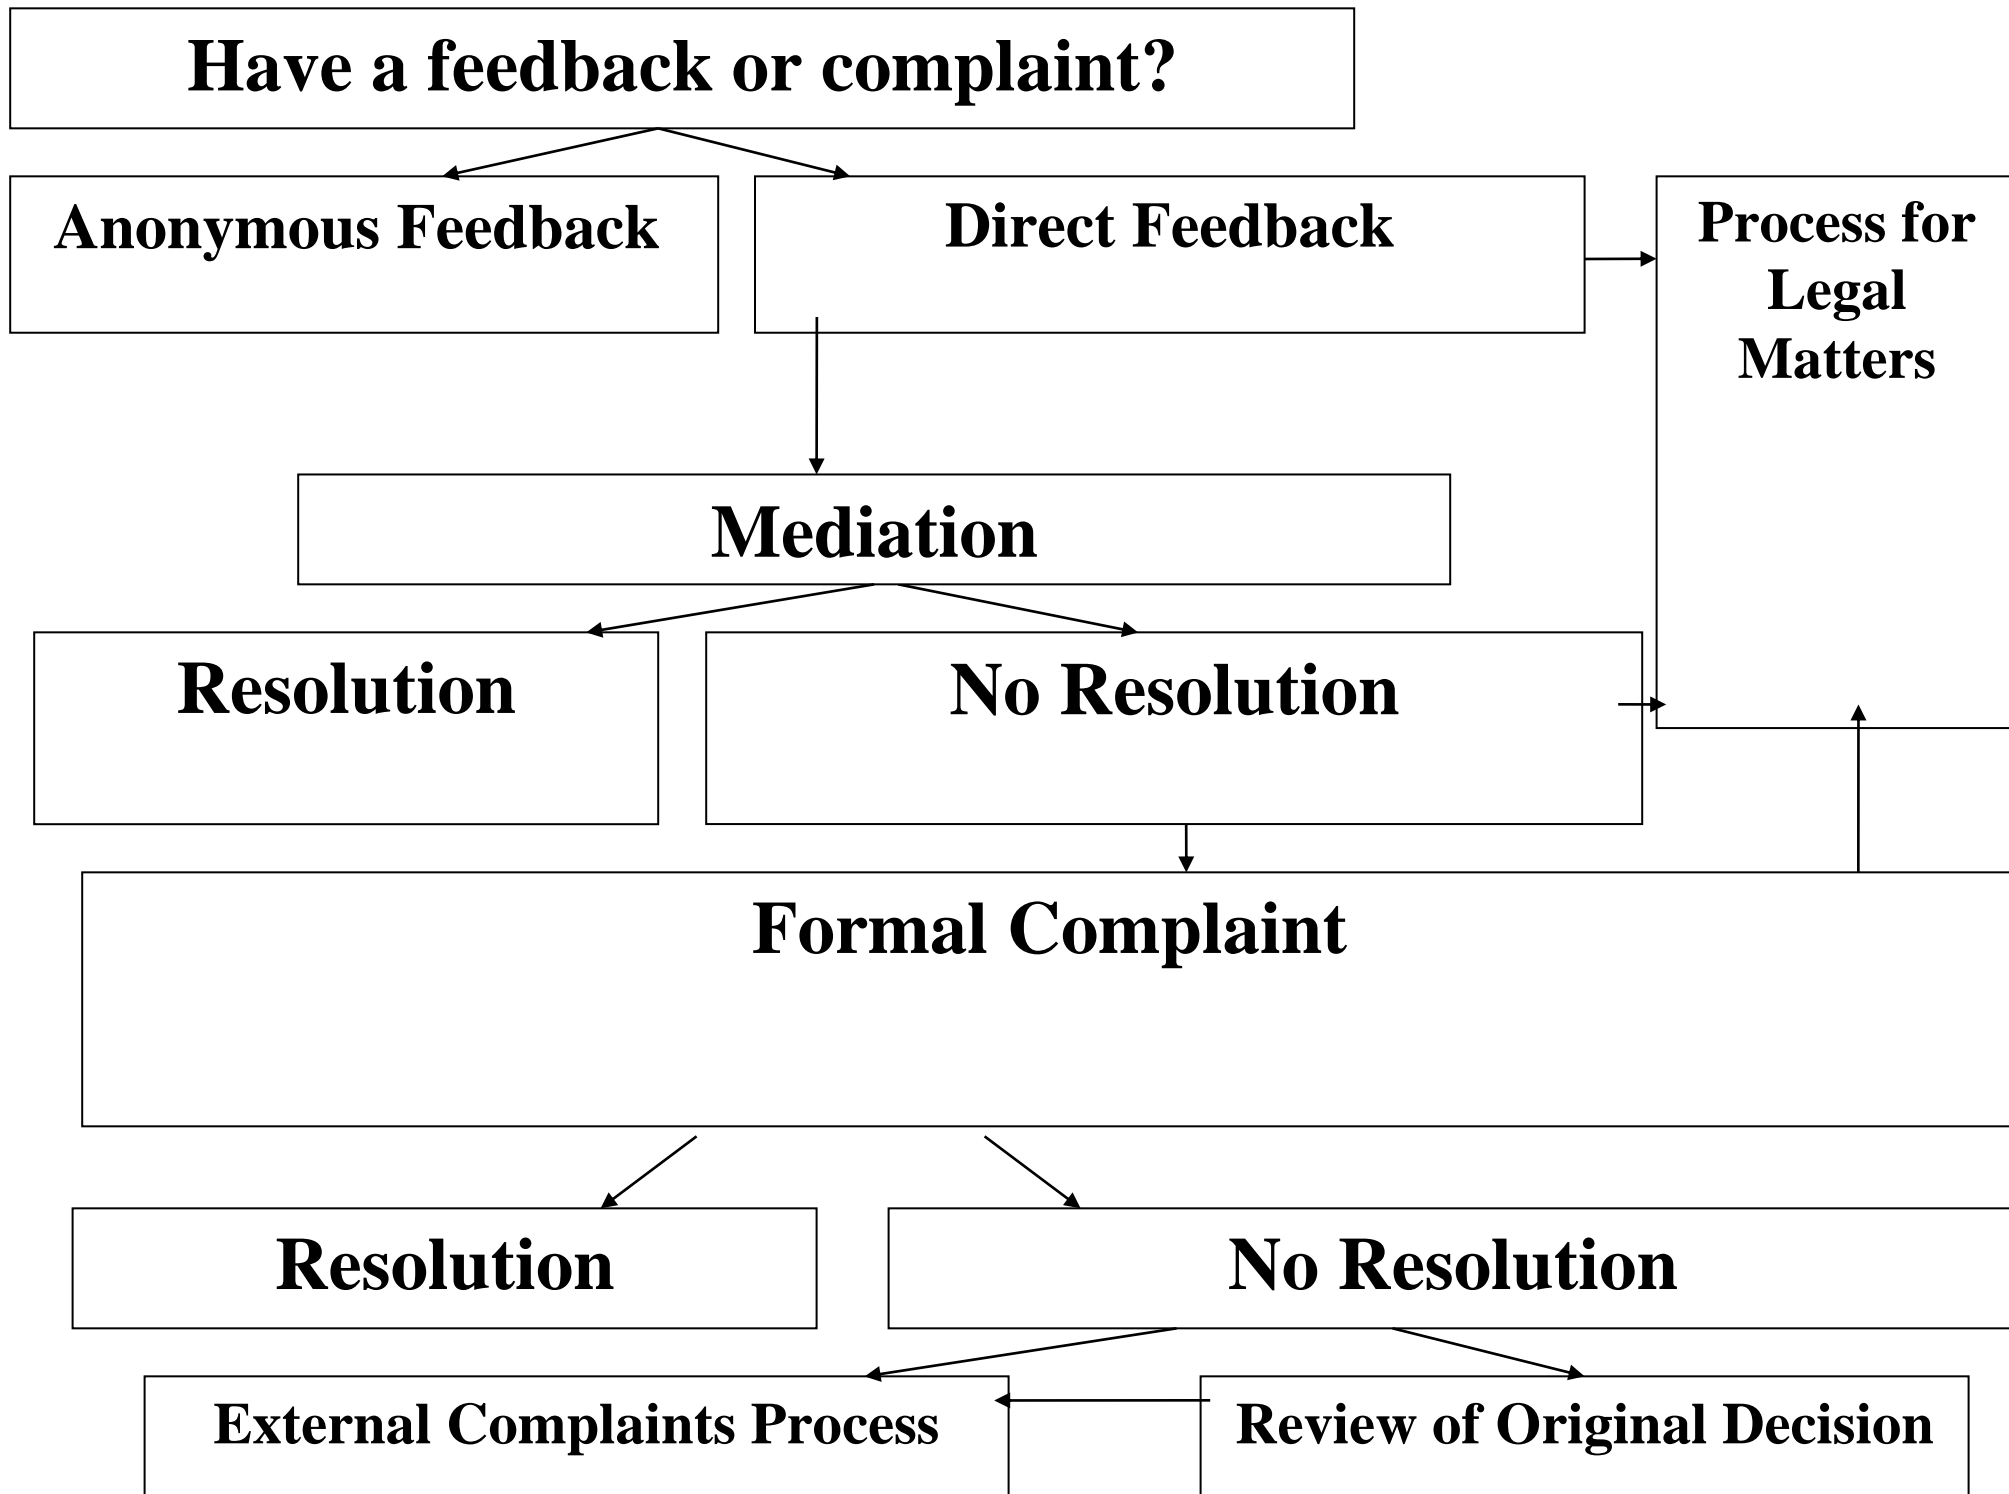 Have a feedback or complaint?
Anonymous Feedback
Direct Feedback
Process for
Legal
Matters
Mediation
Resolution
No Resolution
Formal Complaint
Resolution
No Resolution
External Complaints Process
Review of Original Decision